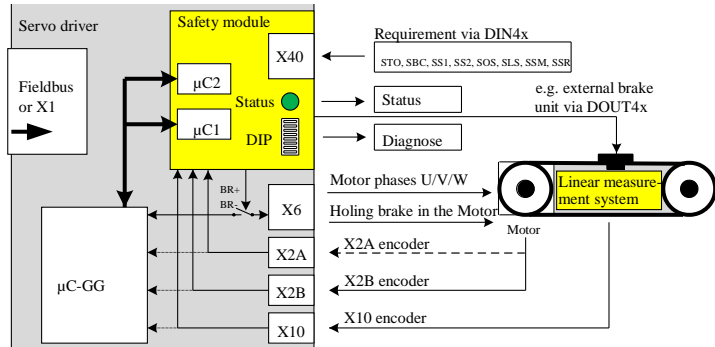 Servo driver
Safety module
Fieldbus
or X1
µC2
µC1
Status
DIP
X40
Requirement via DIN4x
STO, SBC, SS1, SS2, SOS, SLS, SSM, SSR
Status
Diagnose
e.g. external brake
unit via DOUT4x
BR+
BR-
X6
X2A
X2B
X10
µC-GG
Motor phases U/V/W
Holing brake in the Motor
X2A encoder
X2B encoder
X10 encoder
Linear measure-
ment system
Motor